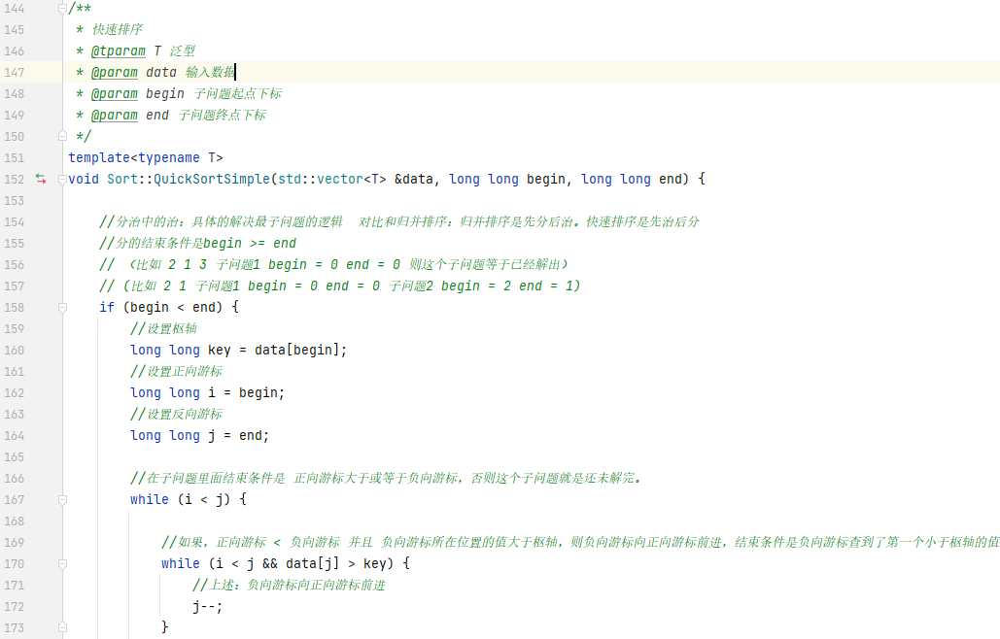 144 /**
145 * 快速排序
146 * @tparam T 泛型
147 * @param data 输入数据
148 * @param begin 子问题起点下标
149 * @param end 子问题终点下标
150 */
151 template<typename T>
152 void Sort::QuickSortSimple(std::vector<T> &data, long long begin, long long end) {
153
154 //分治中的治：具体的解决最子问题的逻辑  对比和归并排序：归并排序是先分后治。快速排序是先治后分
155 //分的结束条件是begin >= end
156 // （比如 2 1 3 子问题1 begin = 0 end = 0 则这个子问题等于已经解出）
157 // (比如 2 1 子问题1 begin = 0 end = 0 子问题2 begin = 2 end = 1)
158 if (begin < end) {
159 //设置枢轴
160 long long key = data[begin];
161 //设置正向游标
162 long long i = begin;
163 //设置反向游标
164 long long j = end;
165
166 //在子问题里面结束条件是 正向游标大于或等于负向游标，否则这个子问题就是还未解完。
167 while (i < j) {
168
169 //如果，正向游标 < 负向游标 并且 负向游标所在位置的值大于枢轴，则负向游标向正向游标前进，结束条件是负向游标查到了第一个小于枢轴的值
170 while (i < j && data[j] > key) {
171 //上述：负向游标向正向游标前进
172 j--;
173 }